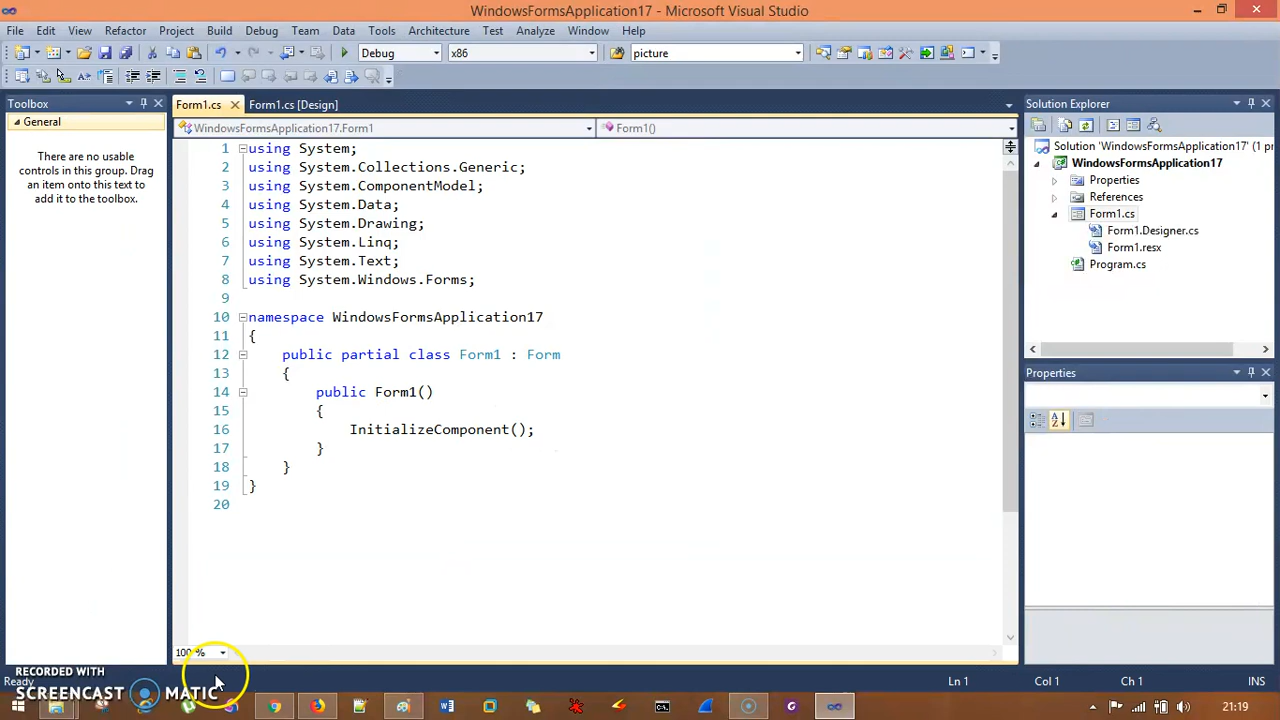 WindowsFormsApplication17 - Microsoft Visual Studio
File Edit View Refactor Project Build Debug Team Data Tools Architecture Test Analyze Window Help
Debug x86 picture
Toolbox
General
There are no usable
controls in this group. Drag
an item onto this text to
add it to the toolbox.
Form1.cs Form1.cs [Design]
WindowsFormsApplication17.Form1 Form1()
1 using System;
2 using System.Collections.Generic;
3 using System.ComponentModel;
4 using System.Data;
5 using System.Drawing;
6 using System.Linq;
7 using System.Text;
8 using System.Windows.Forms;
9
10 namespace WindowsFormsApplication17
11 {
12 public partial class Form1 : Form
13 {
14 public Form1()
15 {
16 InitializeComponent();
17 }
18 }
19 }
20
100 %
Solution Explorer
Solution 'WindowsFormsApplication17' (1 pr
WindowsFormsApplication17
Properties
References
Form1.cs
Form1.Designer.cs
Form1.resx
Program.cs
Properties
Ready Ln 1 Col 1 Ch 1 INS
RECORDED WITH
SCREENCAST MATIC
21:19